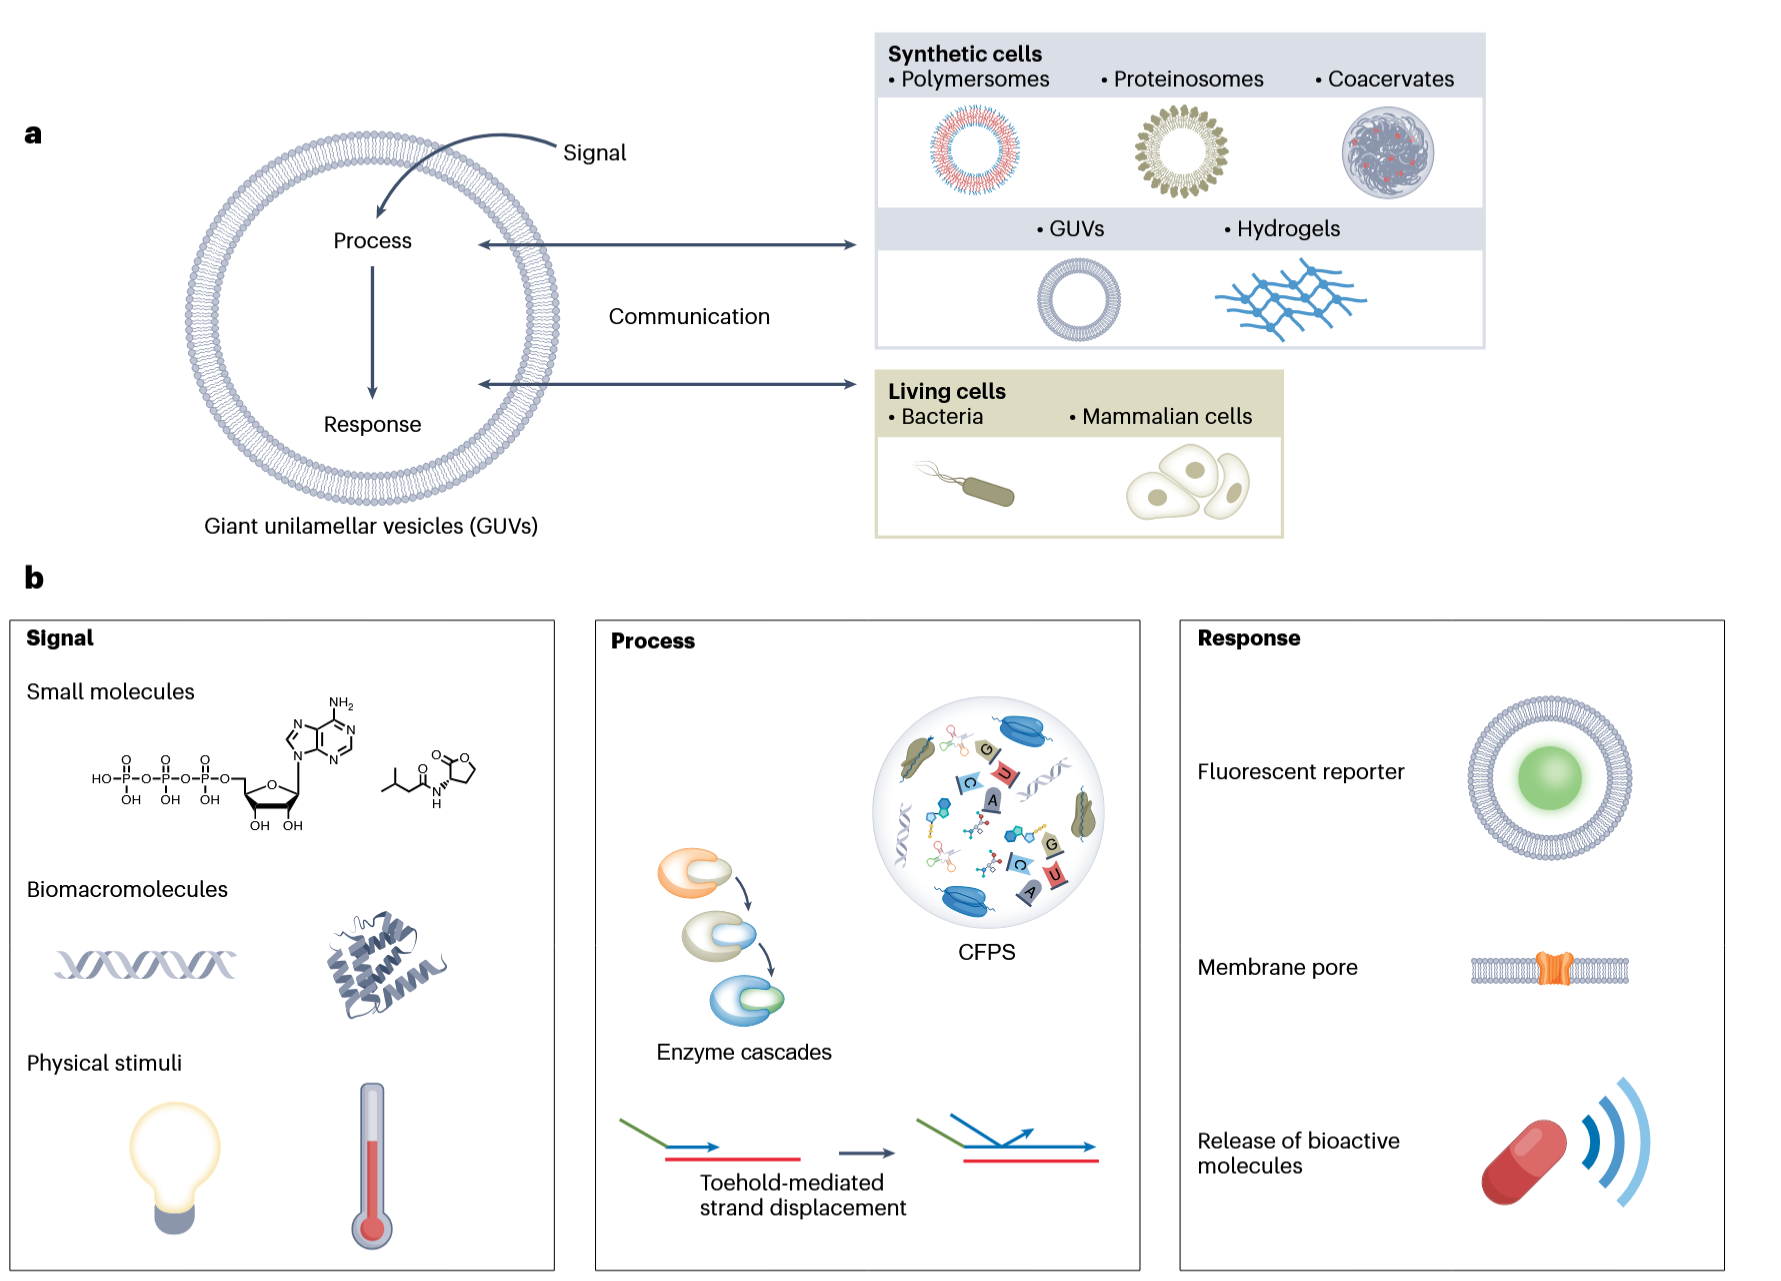 a
Signal
Process
Communication
Response
Giant unilamellar vesicles (GUVs)
Synthetic cells
• Polymersomes • Proteinosomes • Coacervates
• GUVs • Hydrogels
Living cells
• Bacteria • Mammalian cells
b
Signal
Small molecules
NH₂
N N
N N
O O O
HO P O P O P O O
OH OH OH
OH OH
O O
O
N
H
Biomacromolecules
Physical stimuli
Process
G
U
C
A
G
C
U
A
CFPS
Enzyme cascades
Toehold-mediated
strand displacement
Response
Fluorescent reporter
Membrane pore
Release of bioactive
molecules